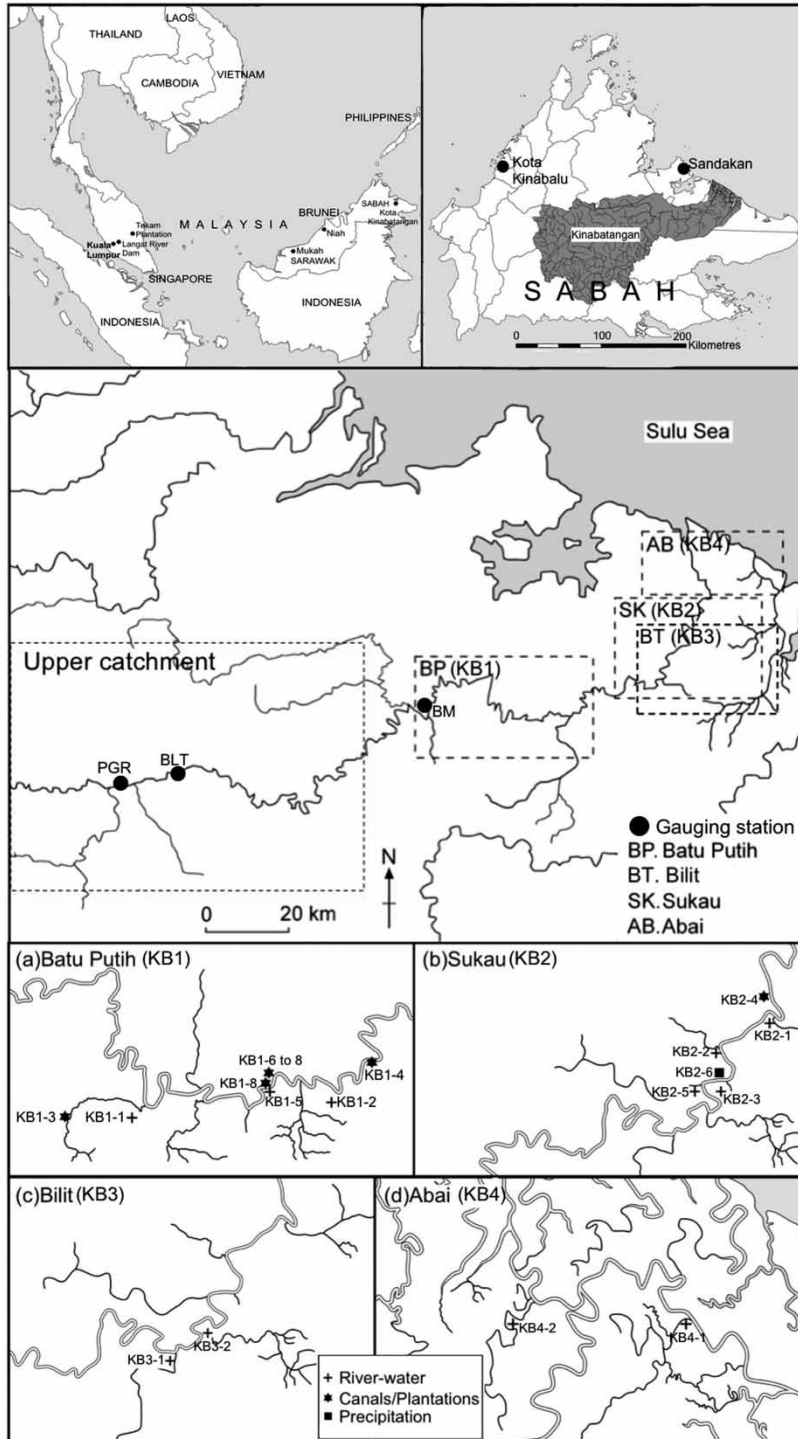 LAOS
THAILAND
VIETNAM
CAMBODIA
PHILIPPINES
SABAH
Kota
Kinabatangan
BRUNEI
Niah
MALAYSIA
Tekam
Plantation
Kuala
Lumpur
Langat River
Dam
Mukah
SARAWAK
SINGAPORE
INDONESIA
INDONESIA
Kota
Kinabalu
Sandakan
Kinabatangan
SABAH
0 100 200
Kilometres
Sulu Sea
AB (KB4)
SK (KB2)
BT (KB3)
Upper catchment
BP (KB1)
BM
PGR
BLT
N
0 20 km
Gauging station
BP. Batu Putih
BT. Bilit
SK. Sukau
AB. Abai
(a)Batu Putih (KB1)
KB1-6 to 8
KB1-8
KB1-4
KB1-5
KB1-2
KB1-3
KB1-1
(b)Sukau (KB2)
KB2-4
KB2-1
KB2-2
KB2-6
KB2-5
KB2-3
(c)Bilit (KB3)
KB3-2
KB3-1
(d)Abai (KB4)
KB4-2
KB4-1
River-water
Canals/Plantations
Precipitation